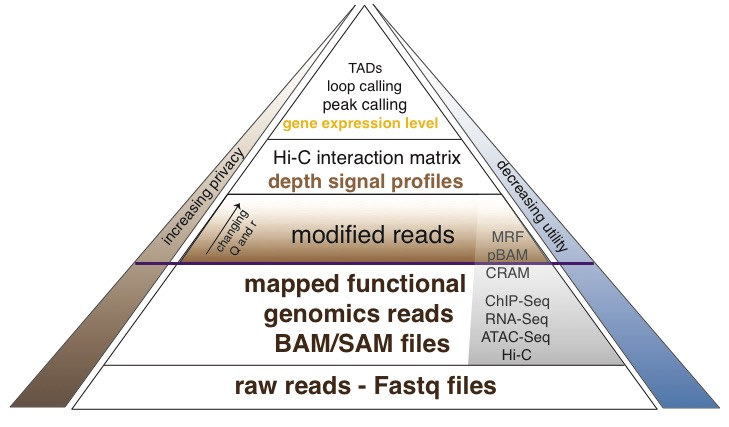 TADs
loop calling
peak calling
gene expression level
Hi-C interaction matrix
depth signal profiles
increasing privacy
decreasing utility
changing
Q and r
modified reads
MRF
pBAM
CRAM
mapped functional
genomics reads
BAM/SAM files
ChIP-Seq
RNA-Seq
ATAC-Seq
Hi-C
raw reads - Fastq files